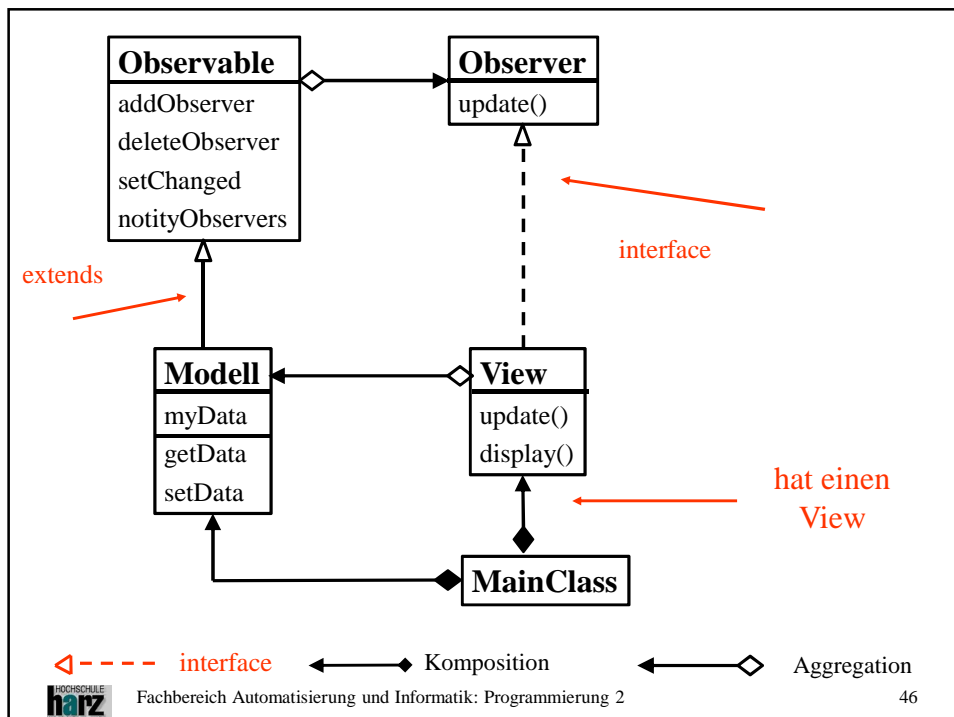 Observable
addObserver
deleteObserver
setChanged
notityObservers
Observer
update()
interface
extends
Modell
myData
getData
setData
View
update()
display()
hat einen
View
MainClass
interface
Komposition
Aggregation
HOCHSCHULE
harz
Fachbereich Automatisierung und Informatik: Programmierung 2
46